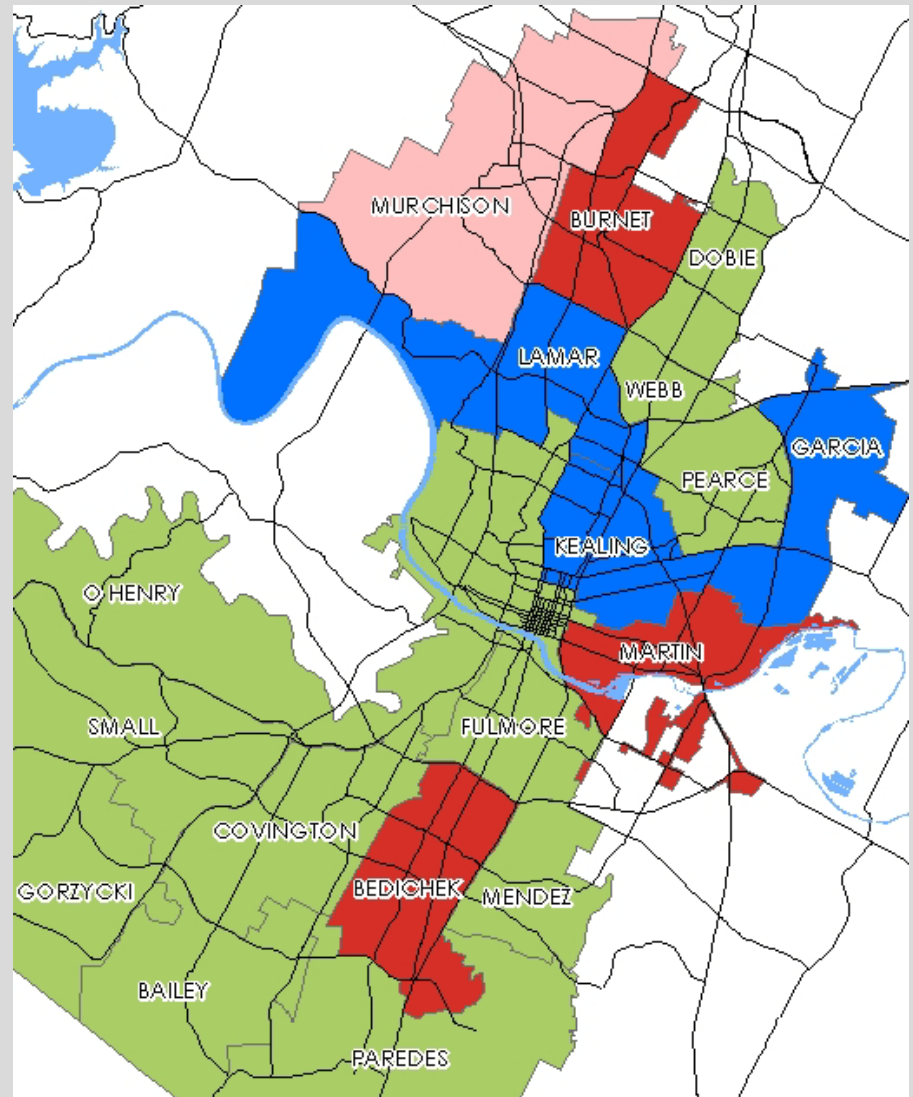 MURCHISON
BURNET
DOBIE
LAMAR
WEBB
GARCIA
PEARCE
KEALING
O HENRY
MARTIN
SMALL
FULMORE
COVINGTON
GORZYCKI
BEDICHEK
MENDEZ
BAILEY
PAREDES